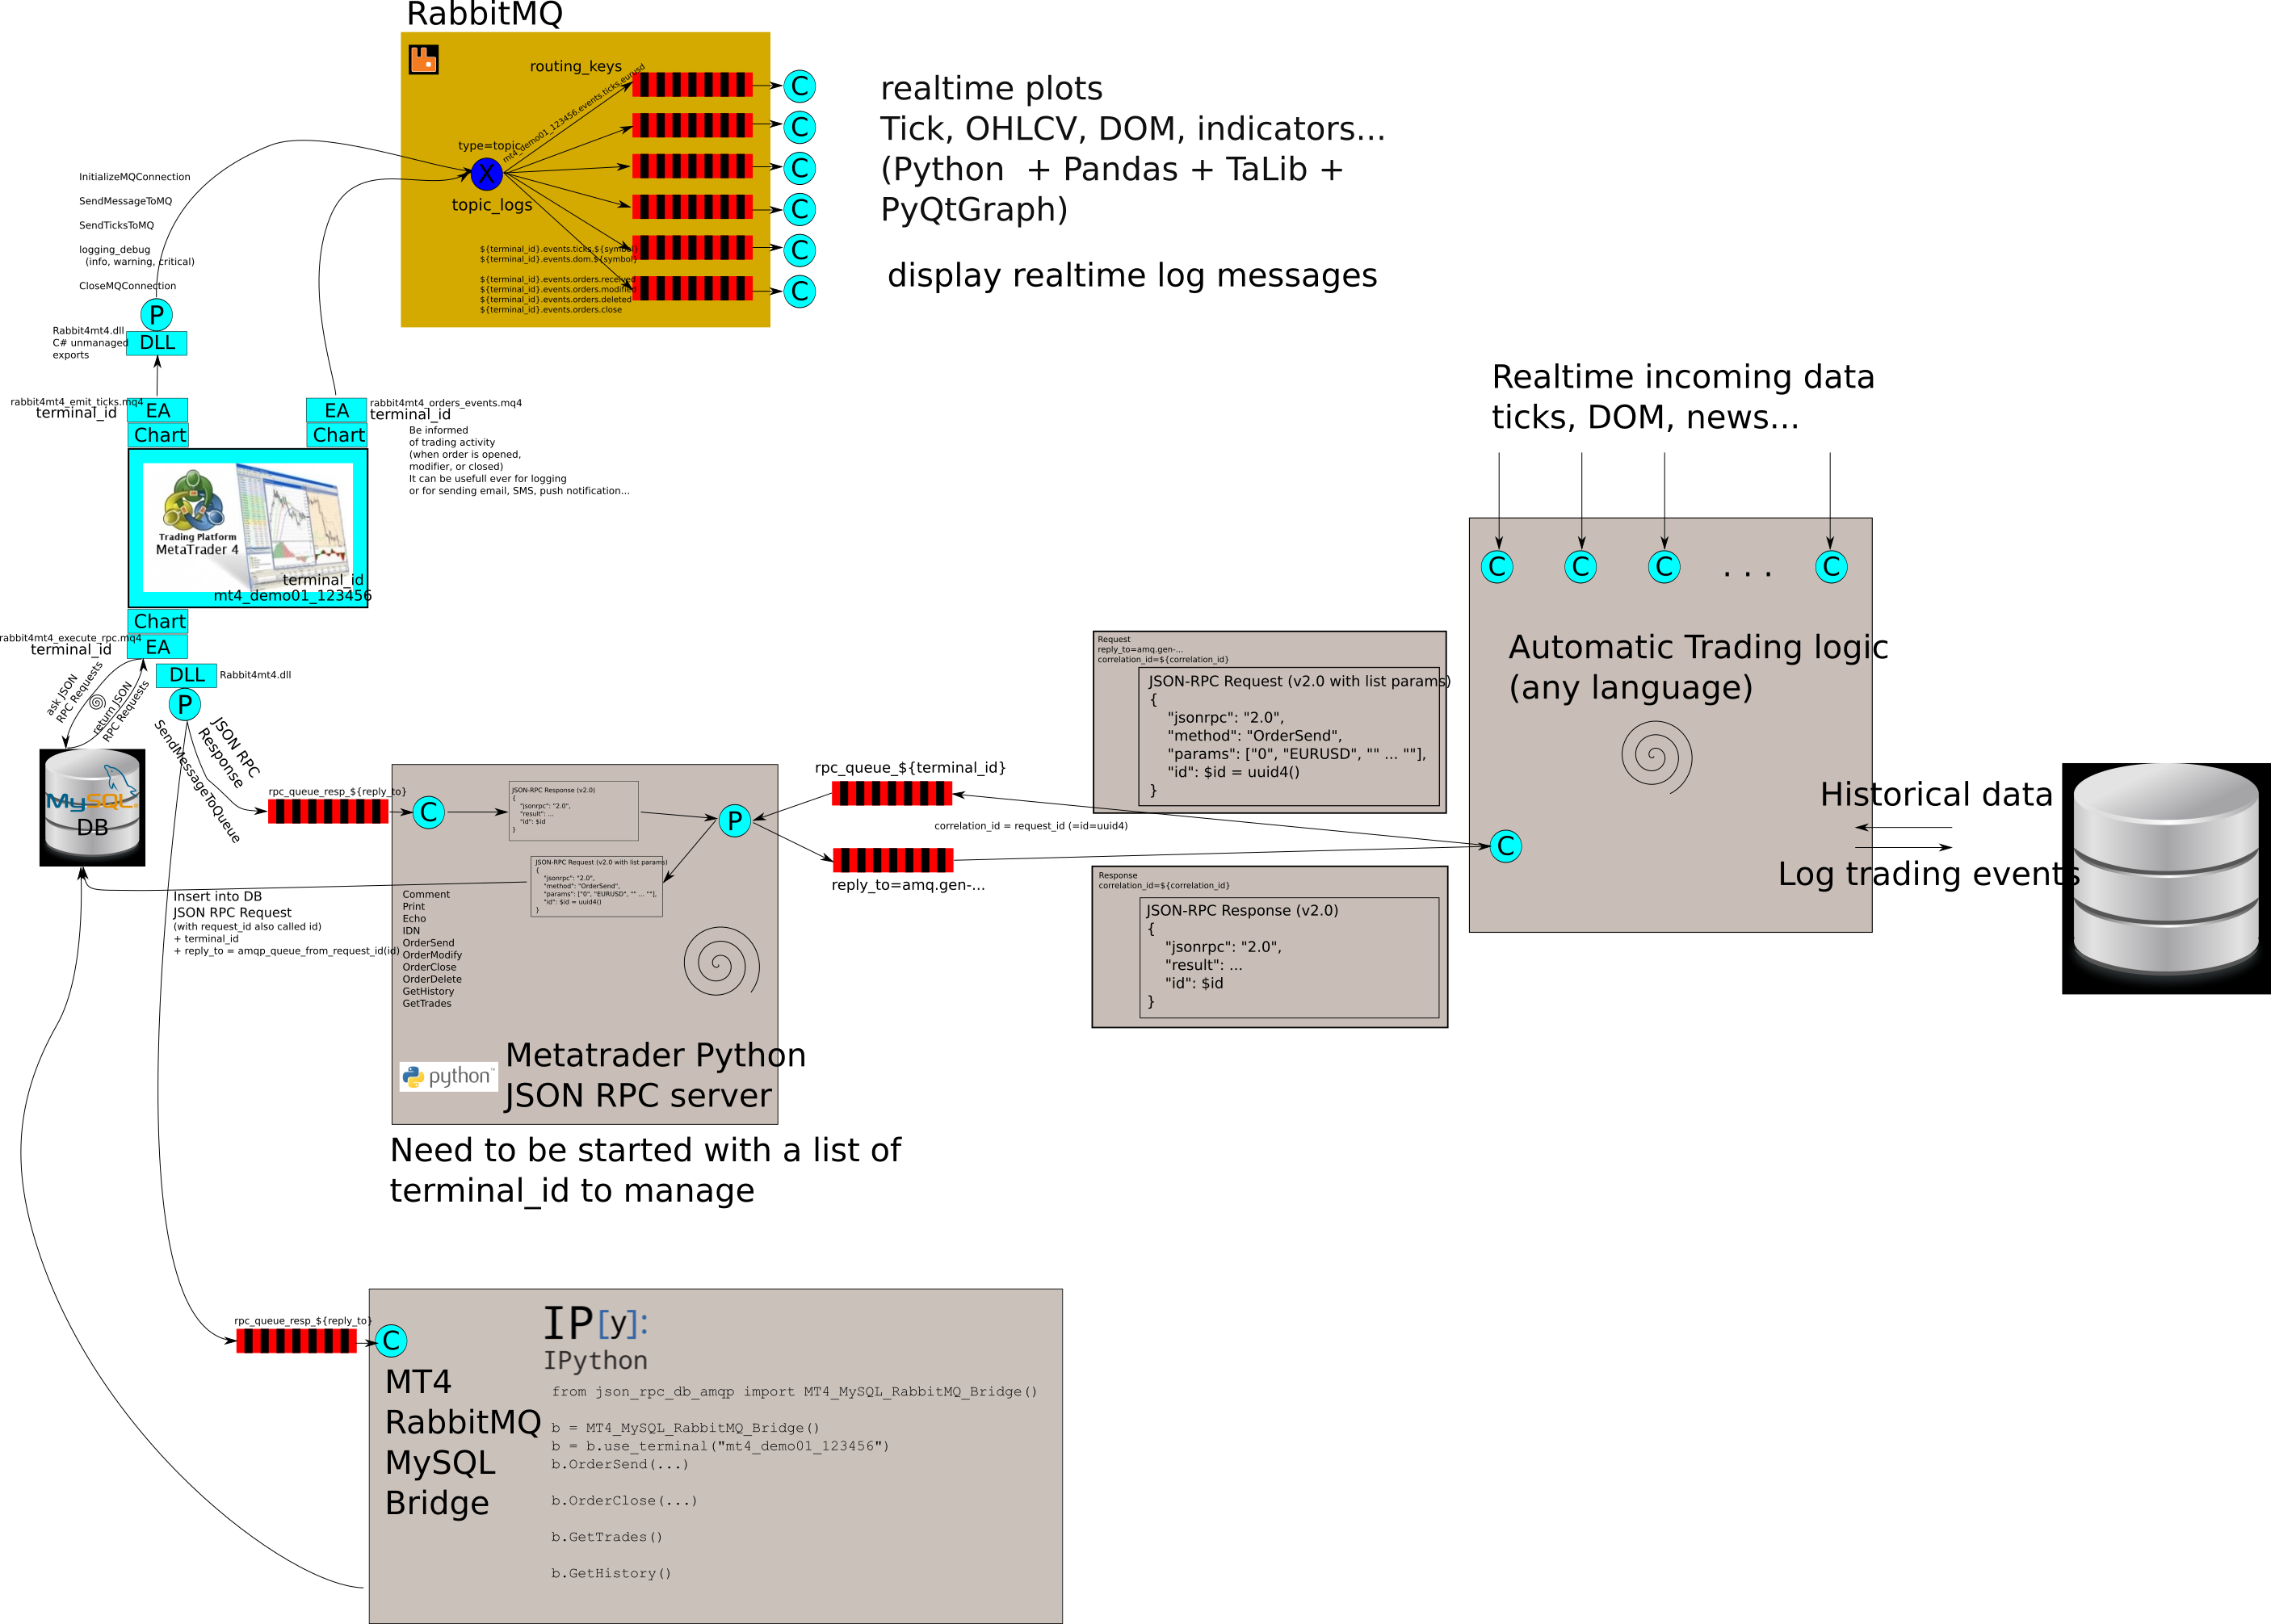 RabbitMQ
routing_keys
mt4_demo01_123456.events.ticks.eurusd
type=topic
X
topic_logs
${terminal_id}.events.ticks.${symbol}
${terminal_id}.events.dom.${symbol}
${terminal_id}.events.orders.received
${terminal_id}.events.orders.modified
${terminal_id}.events.orders.deleted
${terminal_id}.events.orders.close
C
C
C
C
C
C
realtime plots
Tick, OHLCV, DOM, indicators...
(Python  + Pandas + TaLib +
PyQtGraph)
display realtime log messages
InitializeMQConnection
SendMessageToMQ
SendTicksToMQ
logging_debug
(info, warning, critical)
CloseMQConnection
P
Rabbit4mt4.dll
C# unmanaged
exports
DLL
rabbit4mt4_emit_ticks.mq4
terminal_id
EA
Chart
EA
Chart
rabbit4mt4_orders_events.mq4
terminal_id
Be informed
of trading activity
(when order is opened,
modifier, or closed)
It can be usefull ever for logging
or for sending email, SMS, push notification...
Trading Platform
MetaTrader 4
terminal_id
mt4_demo01_123456
Chart
rabbit4mt4_execute_rpc.mq4
terminal_id
EA
DLL
Rabbit4mt4.dll
P
ask JSON
RPC Requests
return JSON
RPC Requests
JSON RPC
Response
SendMessageToQueue
MySQL
DB
rpc_queue_resp_${reply_to}
C
JSON-RPC Response (v2.0)
{
"jsonrpc": "2.0",
"result": ...
"id": $id
}
P
JSON-RPC Request (v2.0 with list params)
{
"jsonrpc": "2.0",
"method": "OrderSend",
"params": ["0", "EURUSD", "" ... ""],
"id": $id = uuid4()
}
Insert into DB
JSON RPC Request
(with request_id also called id)
+ terminal_id
+ reply_to = amqp_queue_from_request_id(id)
Comment
Print
Echo
IDN
OrderSend
OrderModify
OrderClose
OrderDelete
GetHistory
GetTrades
python™
Metatrader Python
JSON RPC server
Need to be started with a list of
terminal_id to manage
rpc_queue_${terminal_id}
correlation_id = request_id (=id=uuid4)
reply_to=amq.gen-...
Request
reply_to=amq.gen-...
correlation_id=${correlation_id}
JSON-RPC Request (v2.0 with list params)
{
"jsonrpc": "2.0",
"method": "OrderSend",
"params": ["0", "EURUSD", "" ... ""],
"id": $id = uuid4()
}
Response
correlation_id=${correlation_id}
JSON-RPC Response (v2.0)
{
"jsonrpc": "2.0",
"result": ...
"id": $id
}
Realtime incoming data
ticks, DOM, news...
C
C
C
. . .
C
Automatic Trading logic
(any language)
C
Historical data
Log trading events
rpc_queue_resp_${reply_to}
C
MT4
RabbitMQ
MySQL
Bridge
IP[y]:
IPython
from json_rpc_db_amqp import MT4_MySQL_RabbitMQ_Bridge()
b = MT4_MySQL_RabbitMQ_Bridge()
b = b.use_terminal("mt4_demo01_123456")
b.OrderSend(...)
b.OrderClose(...)
b.GetTrades()
b.GetHistory()